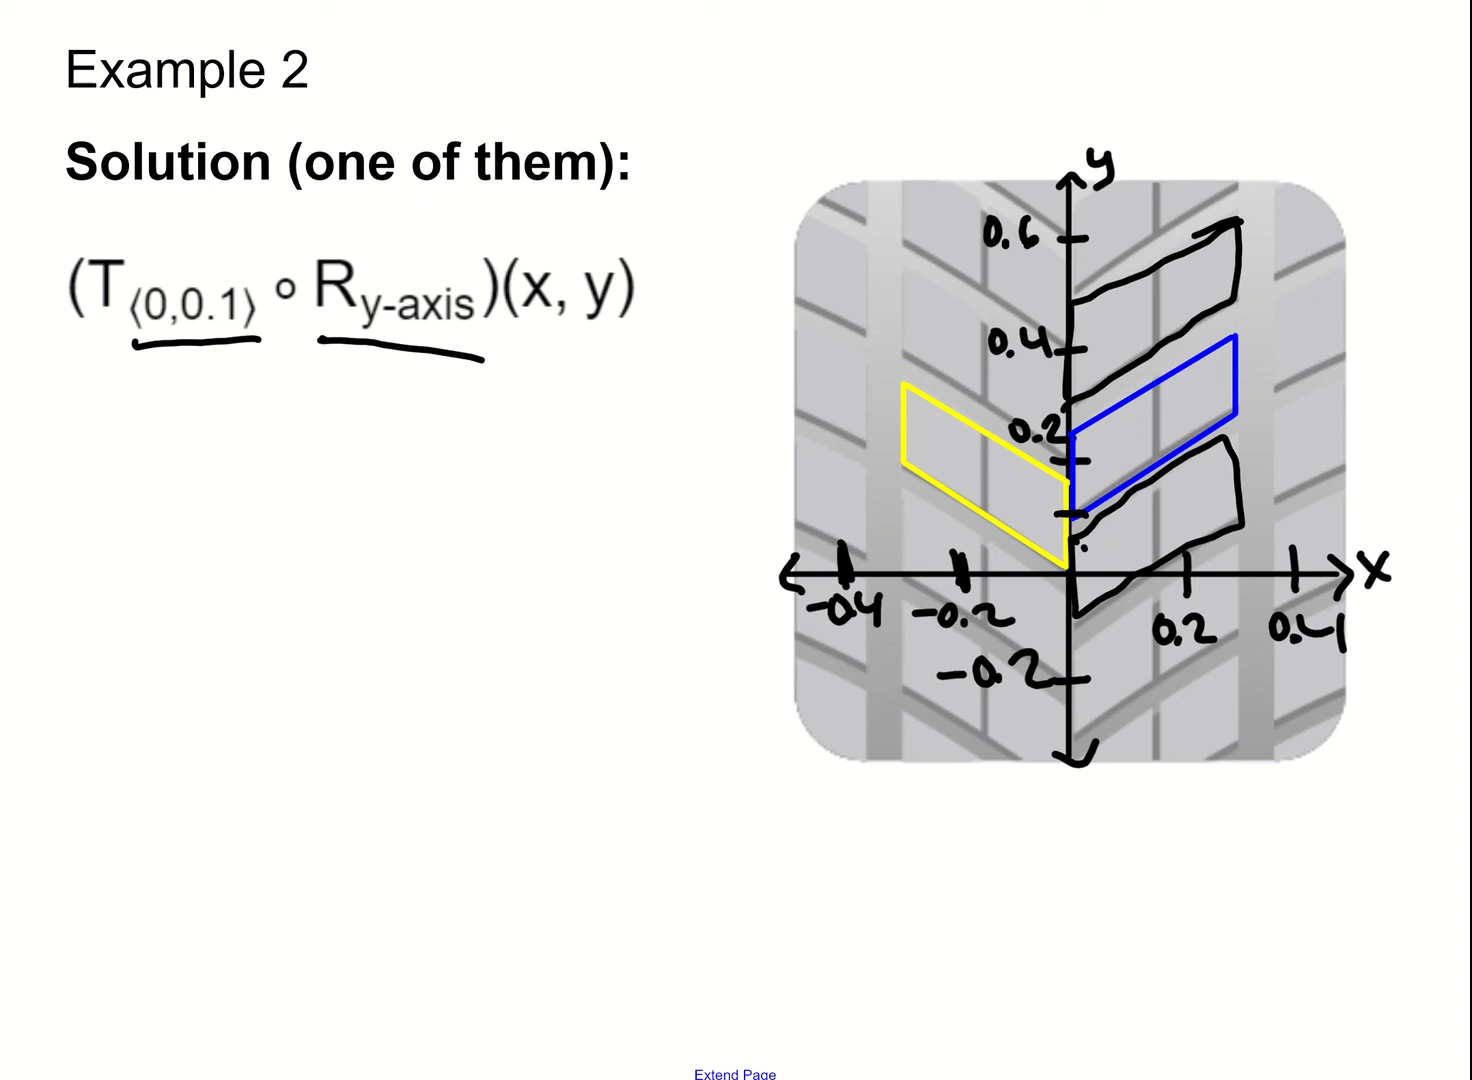 Example 2
Solution (one of them):
(T⟨0,0.1⟩ ∘ Ry-axis)(x, y)
y
0.6
0.4
0.2
x
-0.4 -0.2 0.2 0.4
-0.2
Extend Page